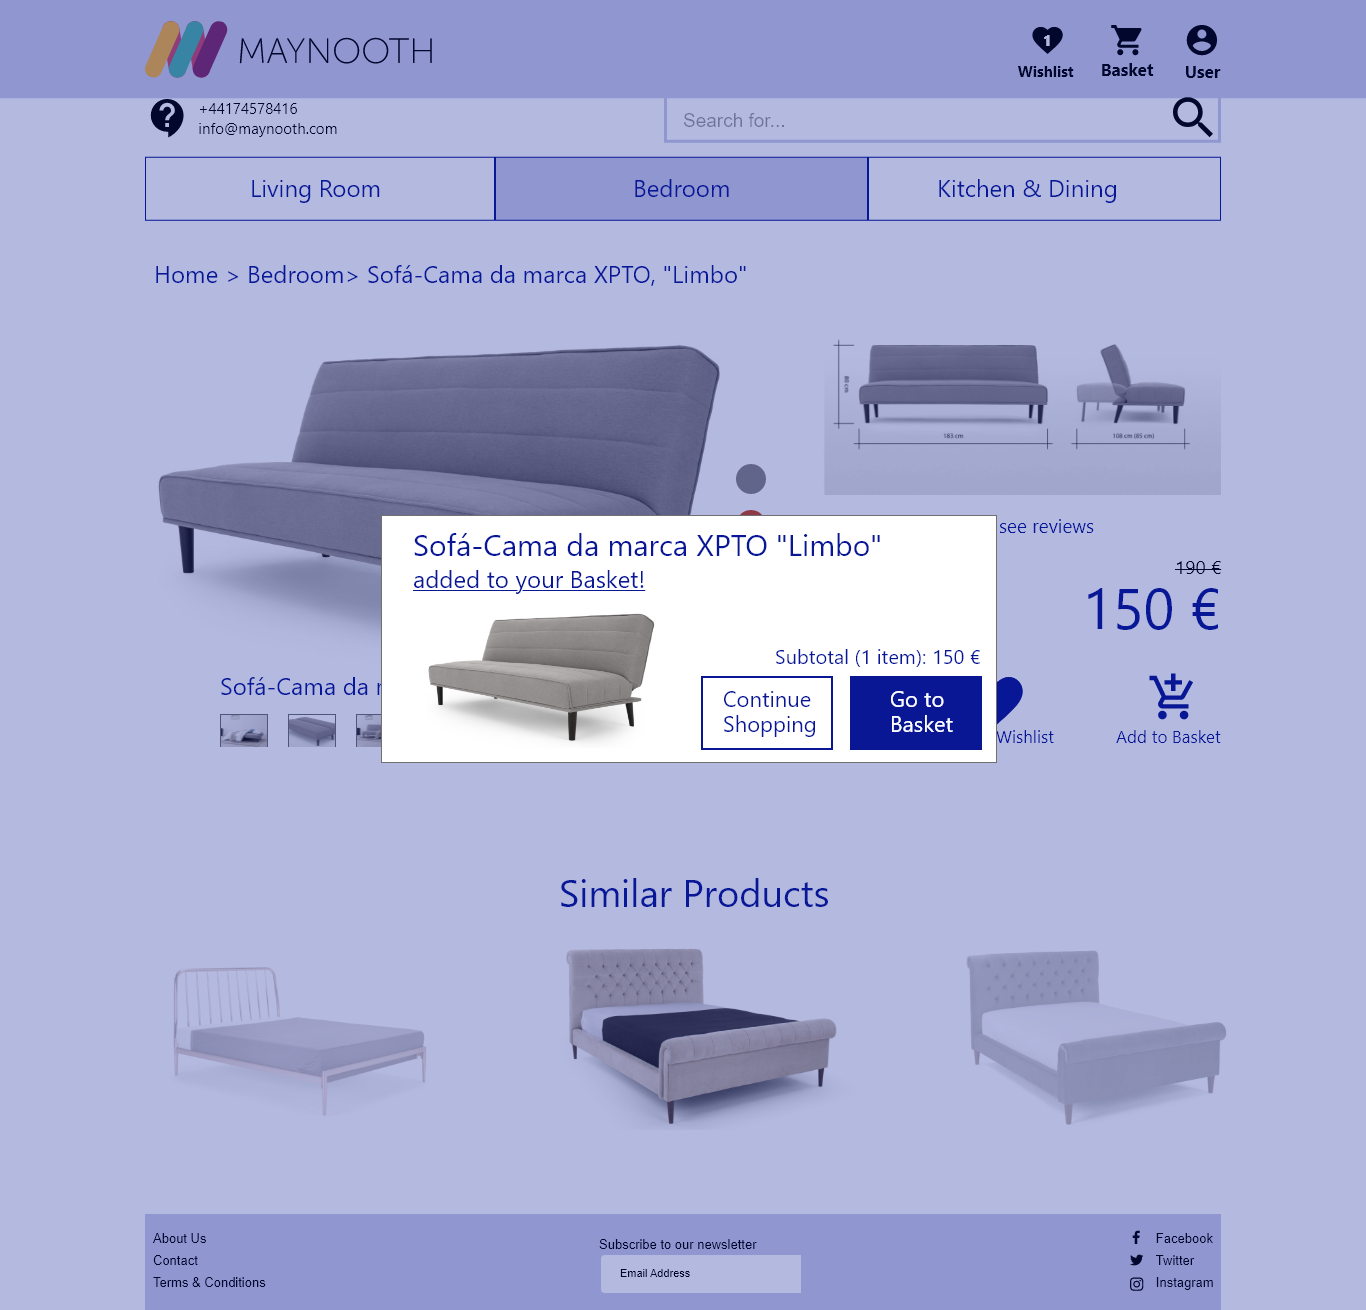 MAYNOOTH
1
Wishlist
Basket
User
+44174578416
info@maynooth.com
Search for...
Living Room
Bedroom
Kitchen & Dining
Home > Bedroom> Sofá-Cama da marca XPTO, "Limbo"
80 cm
183 cm
108 cm (85 cm)
see reviews
190 €
150 €
Sofá-Cama da marca XPTO "Limbo"
added to your Basket!
Subtotal (1 item): 150 €
Continue
Shopping
Go to
Basket
Sofá-Cama da
Wishlist
Add to Basket
Similar Products
About Us
Contact
Terms & Conditions
Subscribe to our newsletter
Email Address
Facebook
Twitter
Instagram